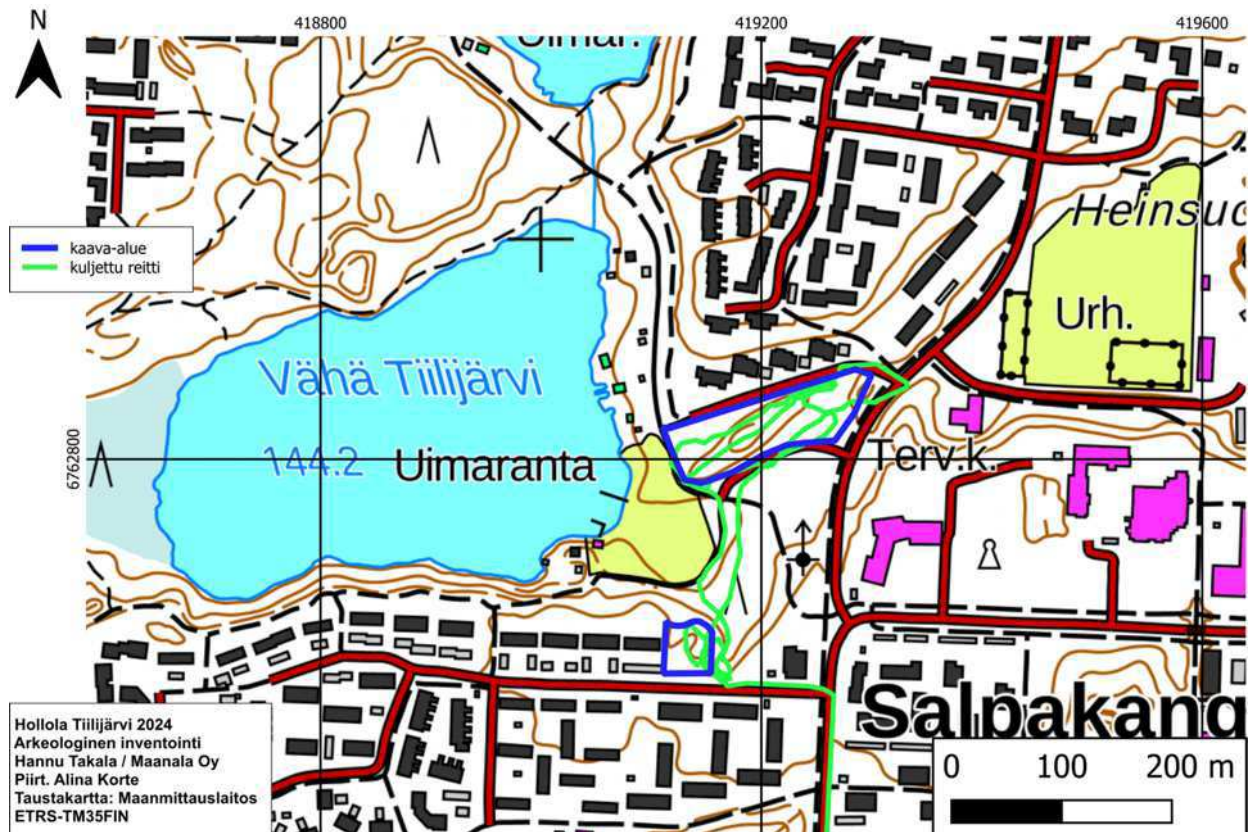 N
418800
419200
419600
Uimar.
kaava-alue
kuljettu reitti
Heinsuo
Urh.
Vähä Tiilijärvi
144.2
Uimaranta
6762800
Terv.k.
Salpakang
Hollola Tiilijärvi 2024
Arkeologinen inventointi
Hannu Takala / Maanala Oy
Piirt. Alina Korte
Taustakartta: Maanmittauslaitos
ETRS-TM35FIN
0 100 200 m